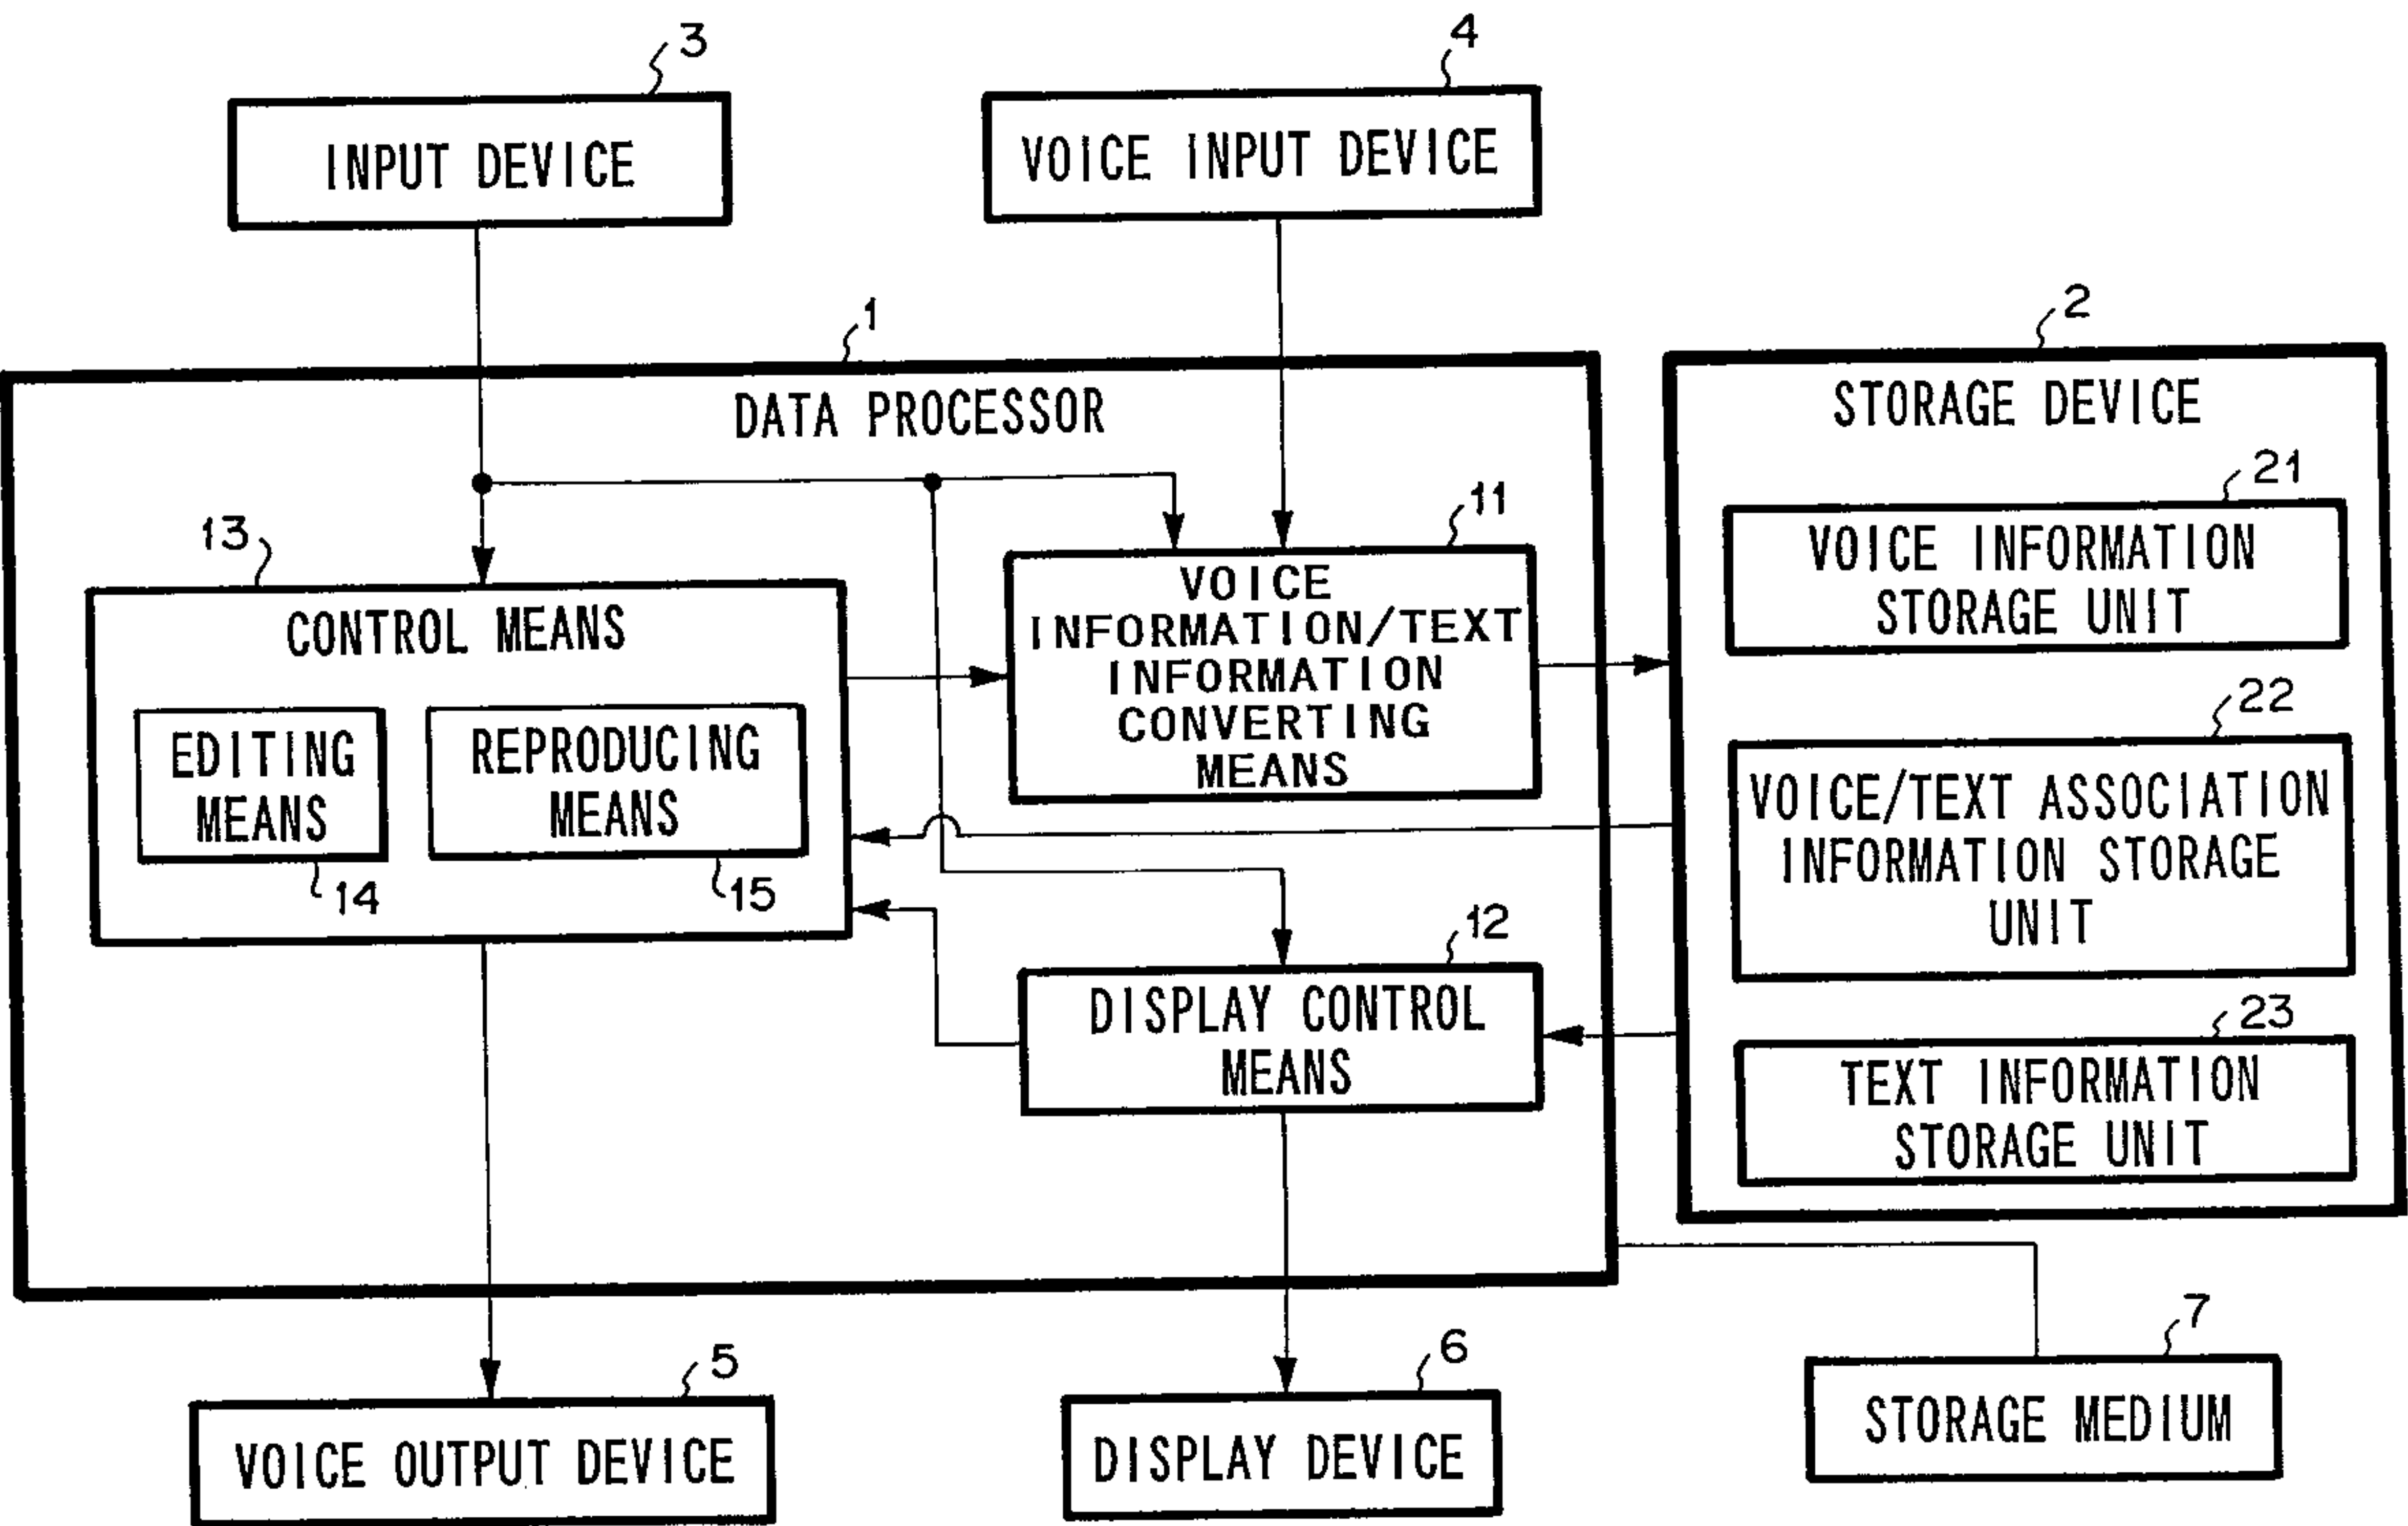 3
4
INPUT DEVICE
VOICE INPUT DEVICE
1
2
DATA PROCESSOR
STORAGE DEVICE
13
CONTROL MEANS
EDITING
MEANS
14
REPRODUCING
MEANS
15
11
VOICE
INFORMATION/TEXT
INFORMATION
CONVERTING
MEANS
12
DISPLAY CONTROL
MEANS
21
VOICE INFORMATION
STORAGE UNIT
22
VOICE/TEXT ASSOCIATION
INFORMATION STORAGE
UNIT
23
TEXT INFORMATION
STORAGE UNIT
5
VOICE OUTPUT DEVICE
6
DISPLAY DEVICE
7
STORAGE MEDIUM